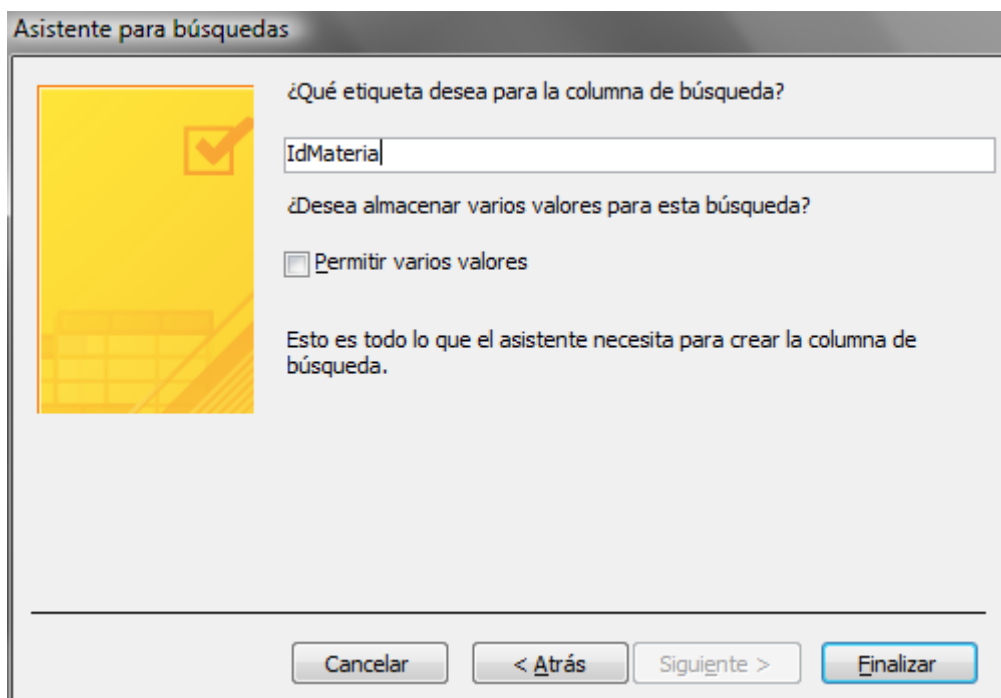 Asistente para búsquedas
¿Qué etiqueta desea para la columna de búsqueda?
IdMateria
¿Desea almacenar varios valores para esta búsqueda?
Permitir varios valores
Esto es todo lo que el asistente necesita para crear la columna de
búsqueda.
Cancelar < Atrás Siguiente > Finalizar